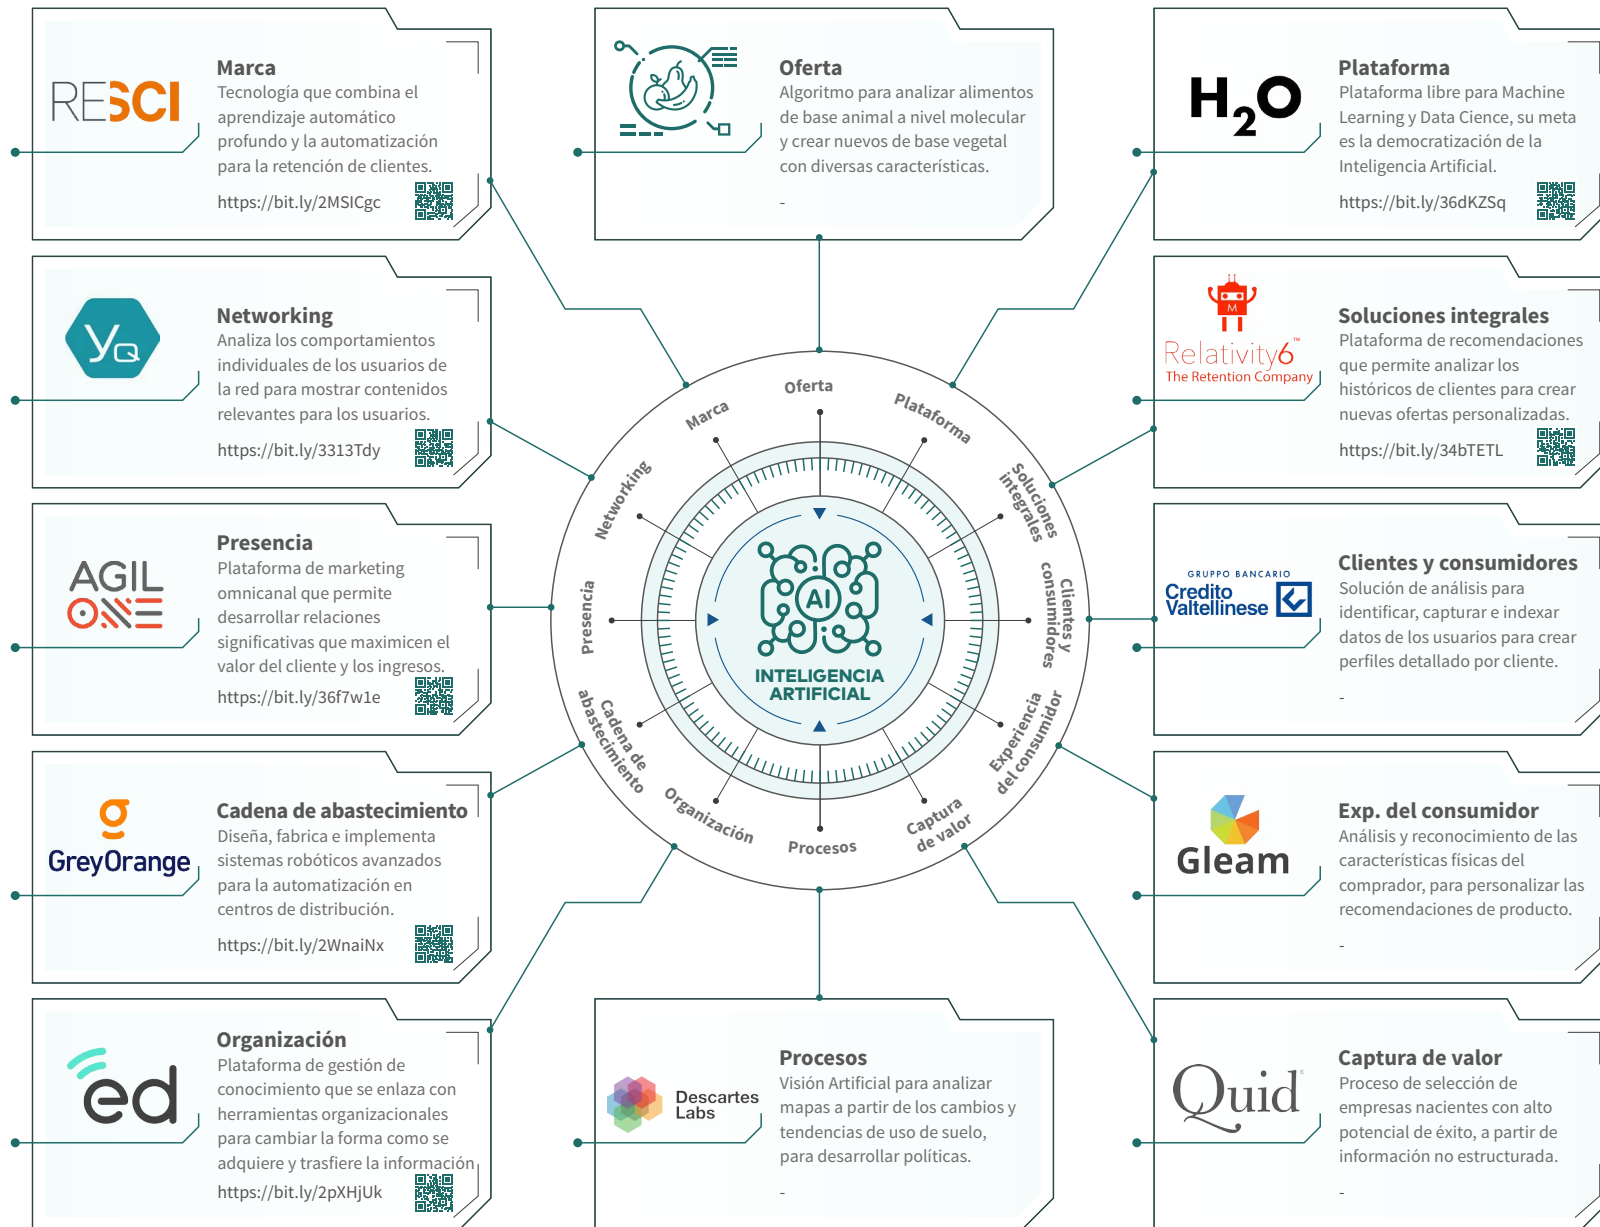 RESCI
Marca
Tecnología que combina el
aprendizaje automático
profundo y la automatización
para la retención de clientes.
https://bit.ly/2MSICgc
Oferta
Algoritmo para analizar alimentos
de base animal a nivel molecular
y crear nuevos de base vegetal
con diversas características.
-
H2O
Plataforma
Plataforma libre para Machine
Learning y Data Cience, su meta
es la democratización de la
Inteligencia Artificial.
https://bit.ly/36dKZSq
yQ
Networking
Analiza los comportamientos
individuales de los usuarios de
la red para mostrar contenidos
relevantes para los usuarios.
https://bit.ly/3313Tdy
M
Relativity6™
The Retention Company
Soluciones integrales
Plataforma de recomendaciones
que permite analizar los
históricos de clientes para crear
nuevas ofertas personalizadas.
https://bit.ly/34bTETL
AGIL
ONE
Presencia
Plataforma de marketing
omnicanal que permite
desarrollar relaciones
significativas que maximicen el
valor del cliente y los ingresos.
https://bit.ly/36f7w1e
GRUPPO BANCARIO
Credito
Valtellinese
Clientes y consumidores
Solución de análisis para
identificar, capturar e indexar
datos de los usuarios para crear
perfiles detallado por cliente.
-
g
GreyOrange
Cadena de abastecimiento
Diseña, fabrica e implementa
sistemas robóticos avanzados
para la automatización en
centros de distribución.
https://bit.ly/2WnaiNx
Gleam
Exp. del consumidor
Análisis y reconocimiento de las
características físicas del
comprador, para personalizar las
recomendaciones de producto.
-
ed
Organización
Plataforma de gestión de
conocimiento que se enlaza con
herramientas organizacionales
para cambiar la forma como se
adquiere y trasfiere la información
https://bit.ly/2pXHjUk
Descartes
Labs
Procesos
Visión Artificial para analizar
mapas a partir de los cambios y
tendencias de uso de suelo,
para desarrollar políticas.
-
Quid
Captura de valor
Proceso de selección de
empresas nacientes con alto
potencial de éxito, a partir de
información no estructurada.
-
Oferta
Plataforma
Soluciones
integrales
Clientes y
consumidores
Experiencia
del consumidor
Captura
de valor
Procesos
Organización
Cadena de
abastecimiento
Presencia
Networking
Marca
AI
INTELIGENCIA
ARTIFICIAL